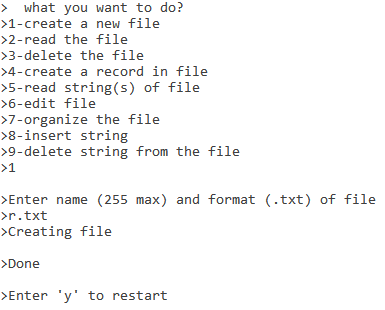 >  what you want to do?
>1-create a new file
>2-read the file
>3-delete the file
>4-create a record in file
>5-read string(s) of file
>6-edit file
>7-organize the file
>8-insert string
>9-delete string from the file
>1
>Enter name (255 max) and format (.txt) of file
>r.txt
>Creating file
>Done
>Enter 'y' to restart